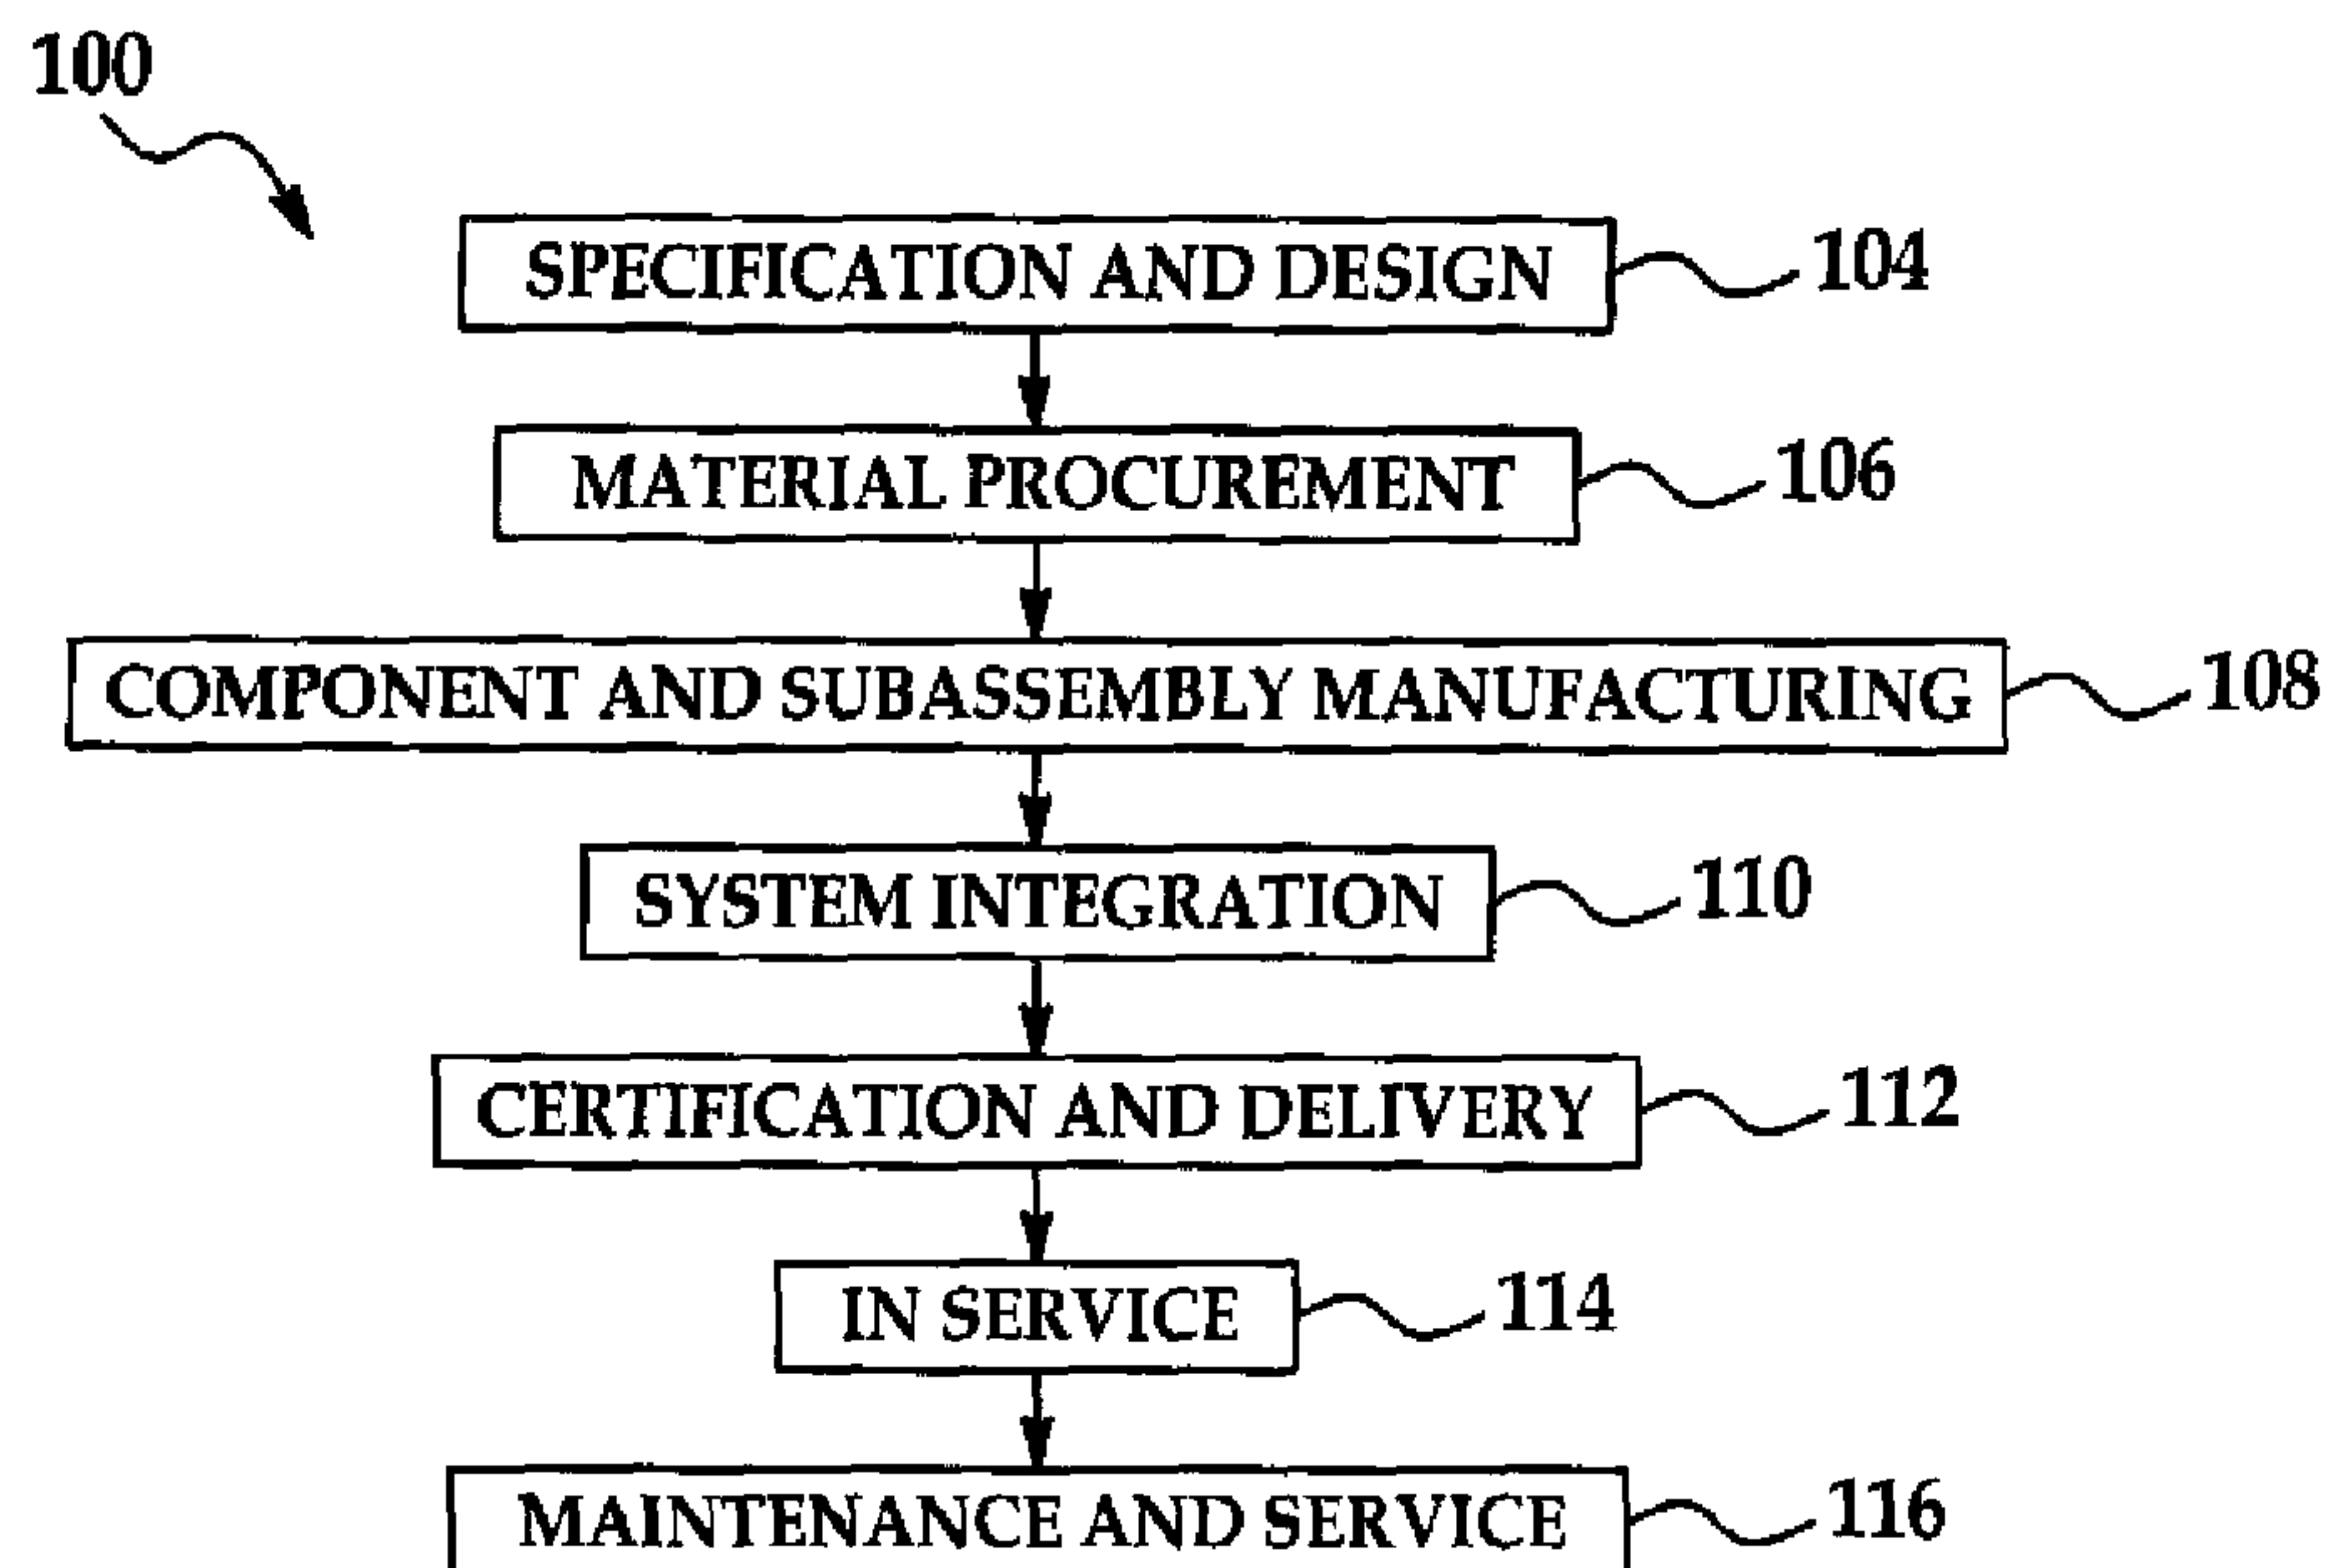 100
SPECIFICATION AND DESIGN 104
MATERIAL PROCUREMENT 106
COMPONENT AND SUBASSEMBLY MANUFACTURING 108
SYSTEM INTEGRATION 110
CERTIFICATION AND DELIVERY 112
IN SERVICE 114
MAINTENANCE AND SERVICE 116